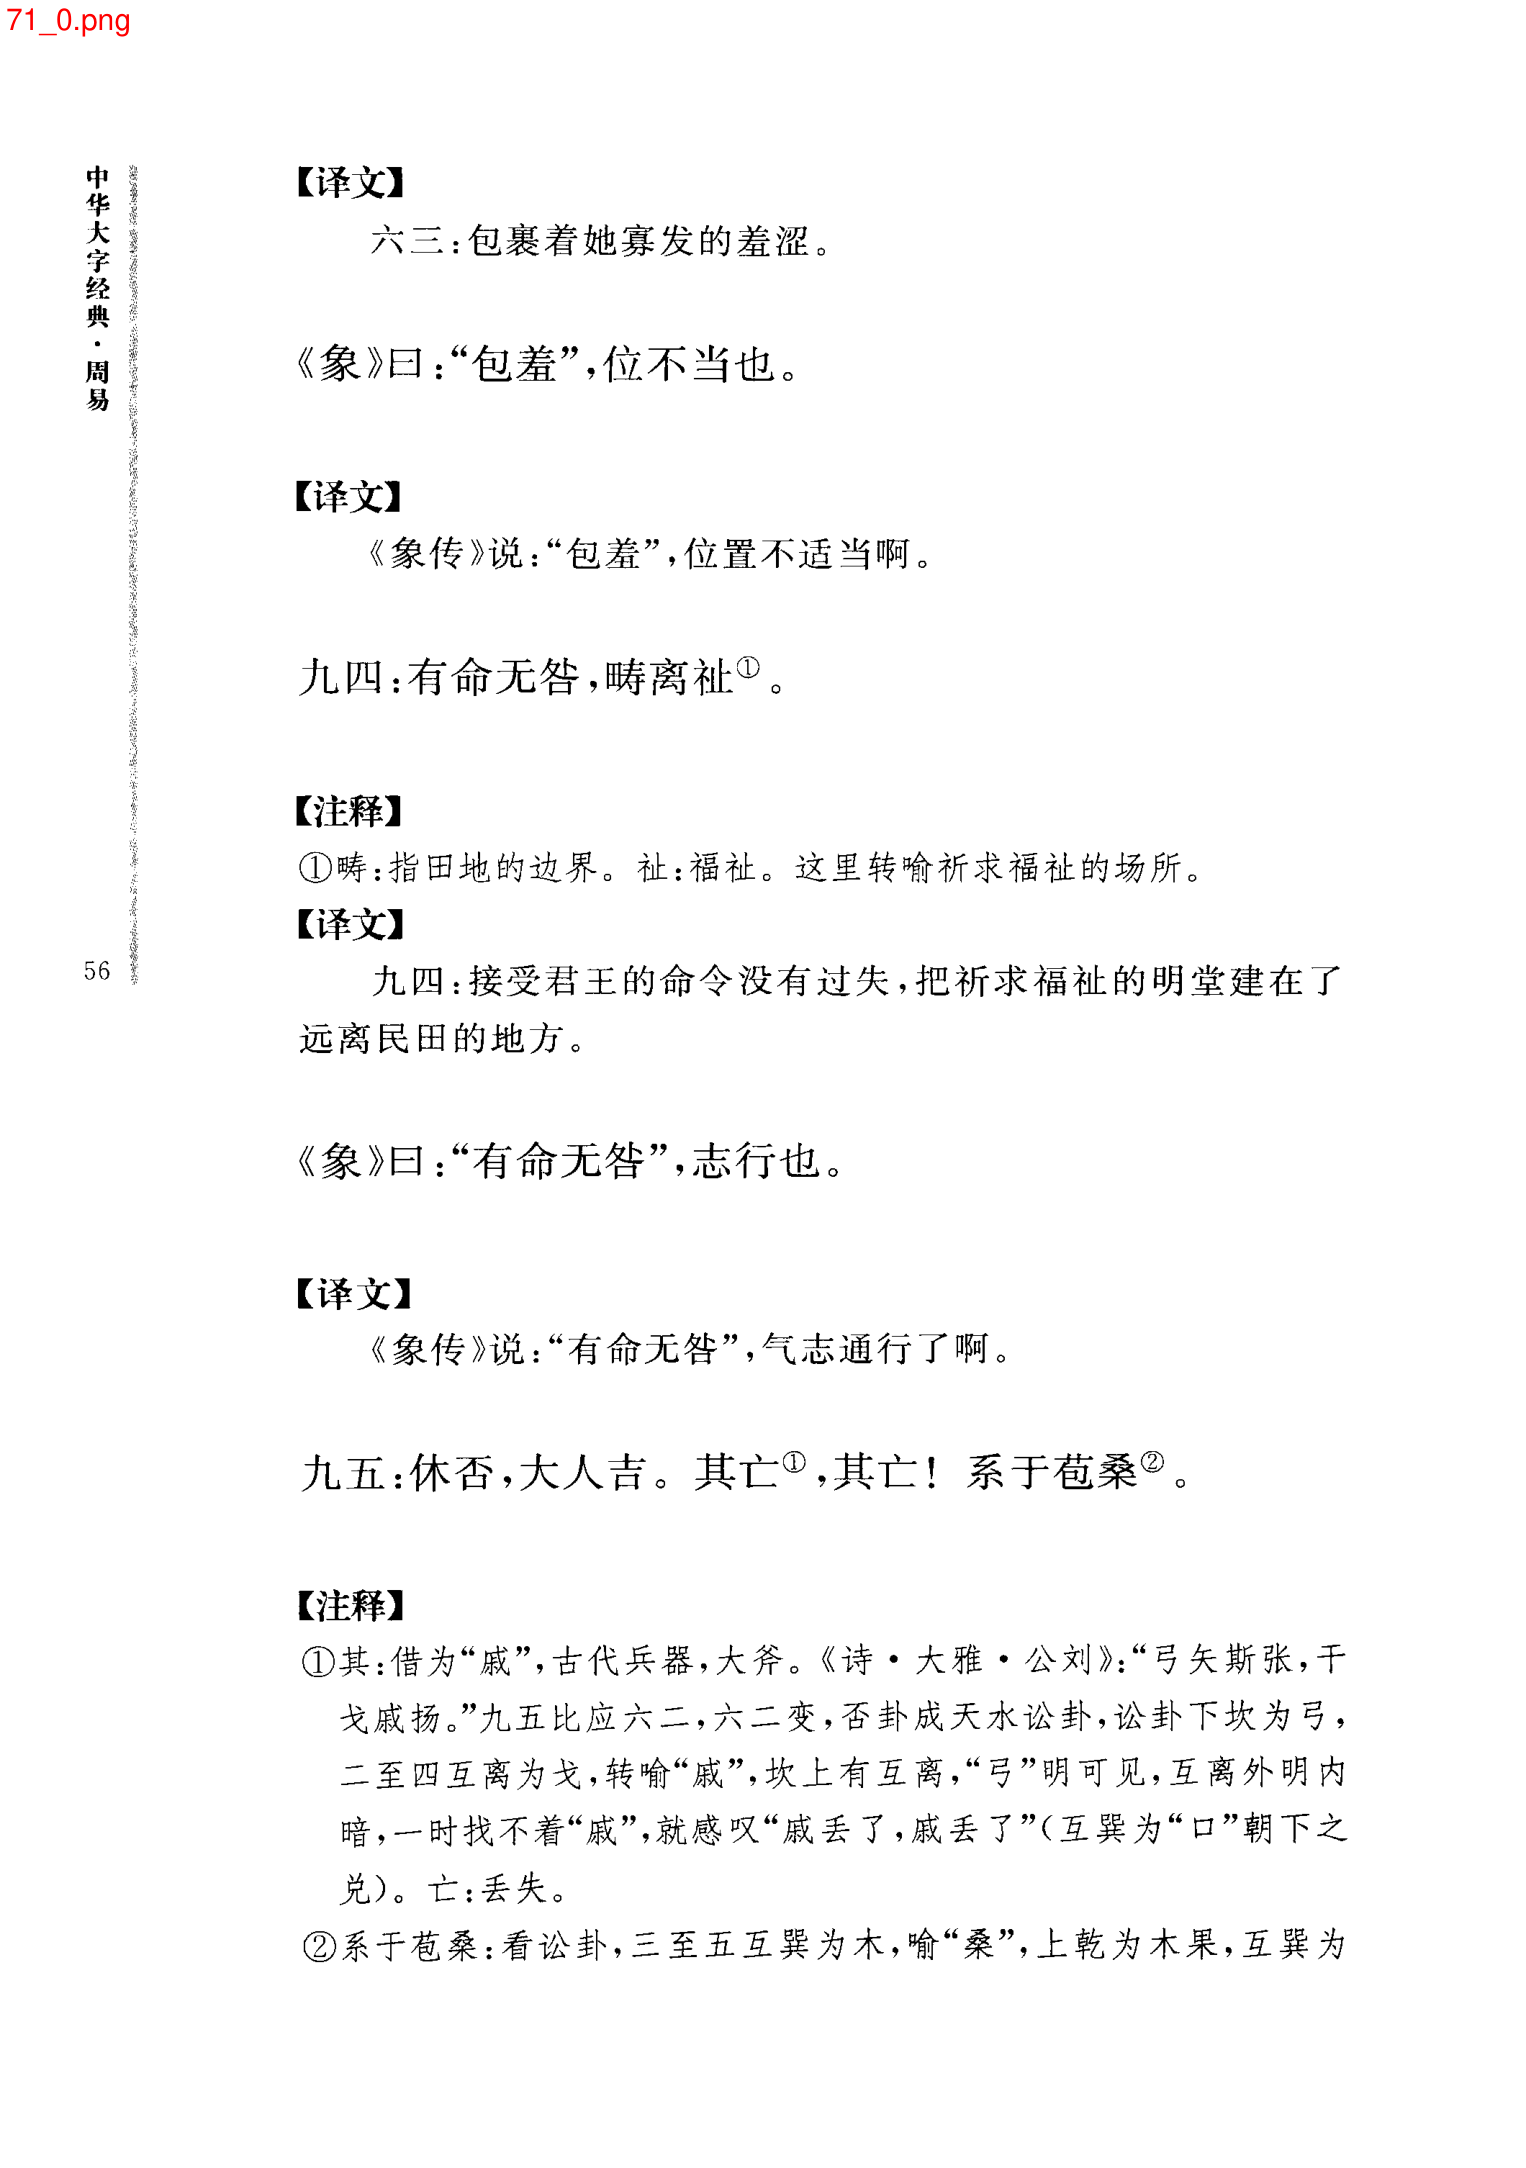 71_0.png
中华大字经典·周易
56
【译文】
六三：包裹着她寡发的羞涩。
《象》曰：“包羞”，位不当也。
【译文】
《象传》说：“包羞”，位置不适当啊。
九四：有命无咎，畴离祉①。
【注释】
①畴：指田地的边界。祉：福祉。这里转喻祈求福祉的场所。
【译文】
九四：接受君王的命令没有过失，把祈求福祉的明堂建在了
远离民田的地方。
《象》曰：“有命无咎”，志行也。
【译文】
《象传》说：“有命无咎”，气志通行了啊。
九五：休否，大人吉。其亡①，其亡！系于苞桑②。
【注释】
①其：借为“戚”，古代兵器，大斧。《诗·大雅·公刘》：“弓矢斯张，干
戈戚扬。”九五比应六二，六二变，否卦成天水讼卦，讼卦下坎为弓，
二至四互离为戈，转喻“戚”，坎上有互离，“弓”明可见，互离外明内
暗，一时找不着“戚”，就感叹“戚丢了，戚丢了”（互巽为“口”朝下之
兑）。亡：丢失。
②系于苞桑：看讼卦，三至五互巽为木，喻“桑”，上乾为木果，互巽为